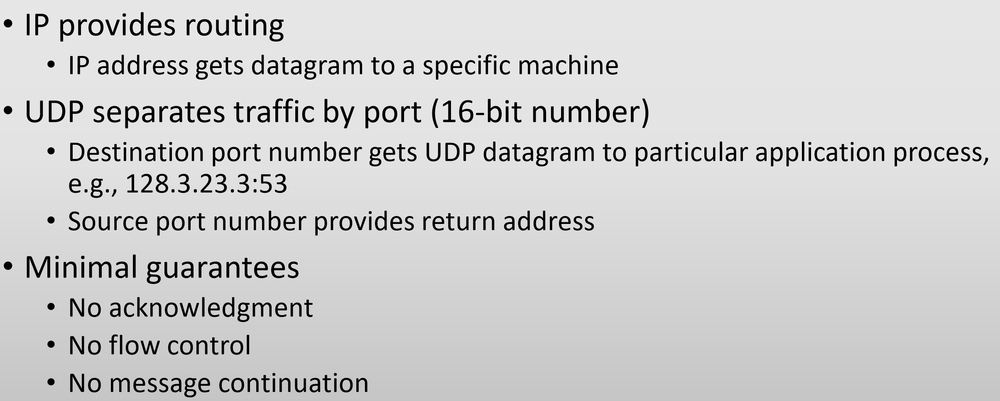 • IP provides routing
• IP address gets datagram to a specific machine
• UDP separates traffic by port (16-bit number)
• Destination port number gets UDP datagram to particular application process,
e.g., 128.3.23.3:53
• Source port number provides return address
• Minimal guarantees
• No acknowledgment
• No flow control
• No message continuation